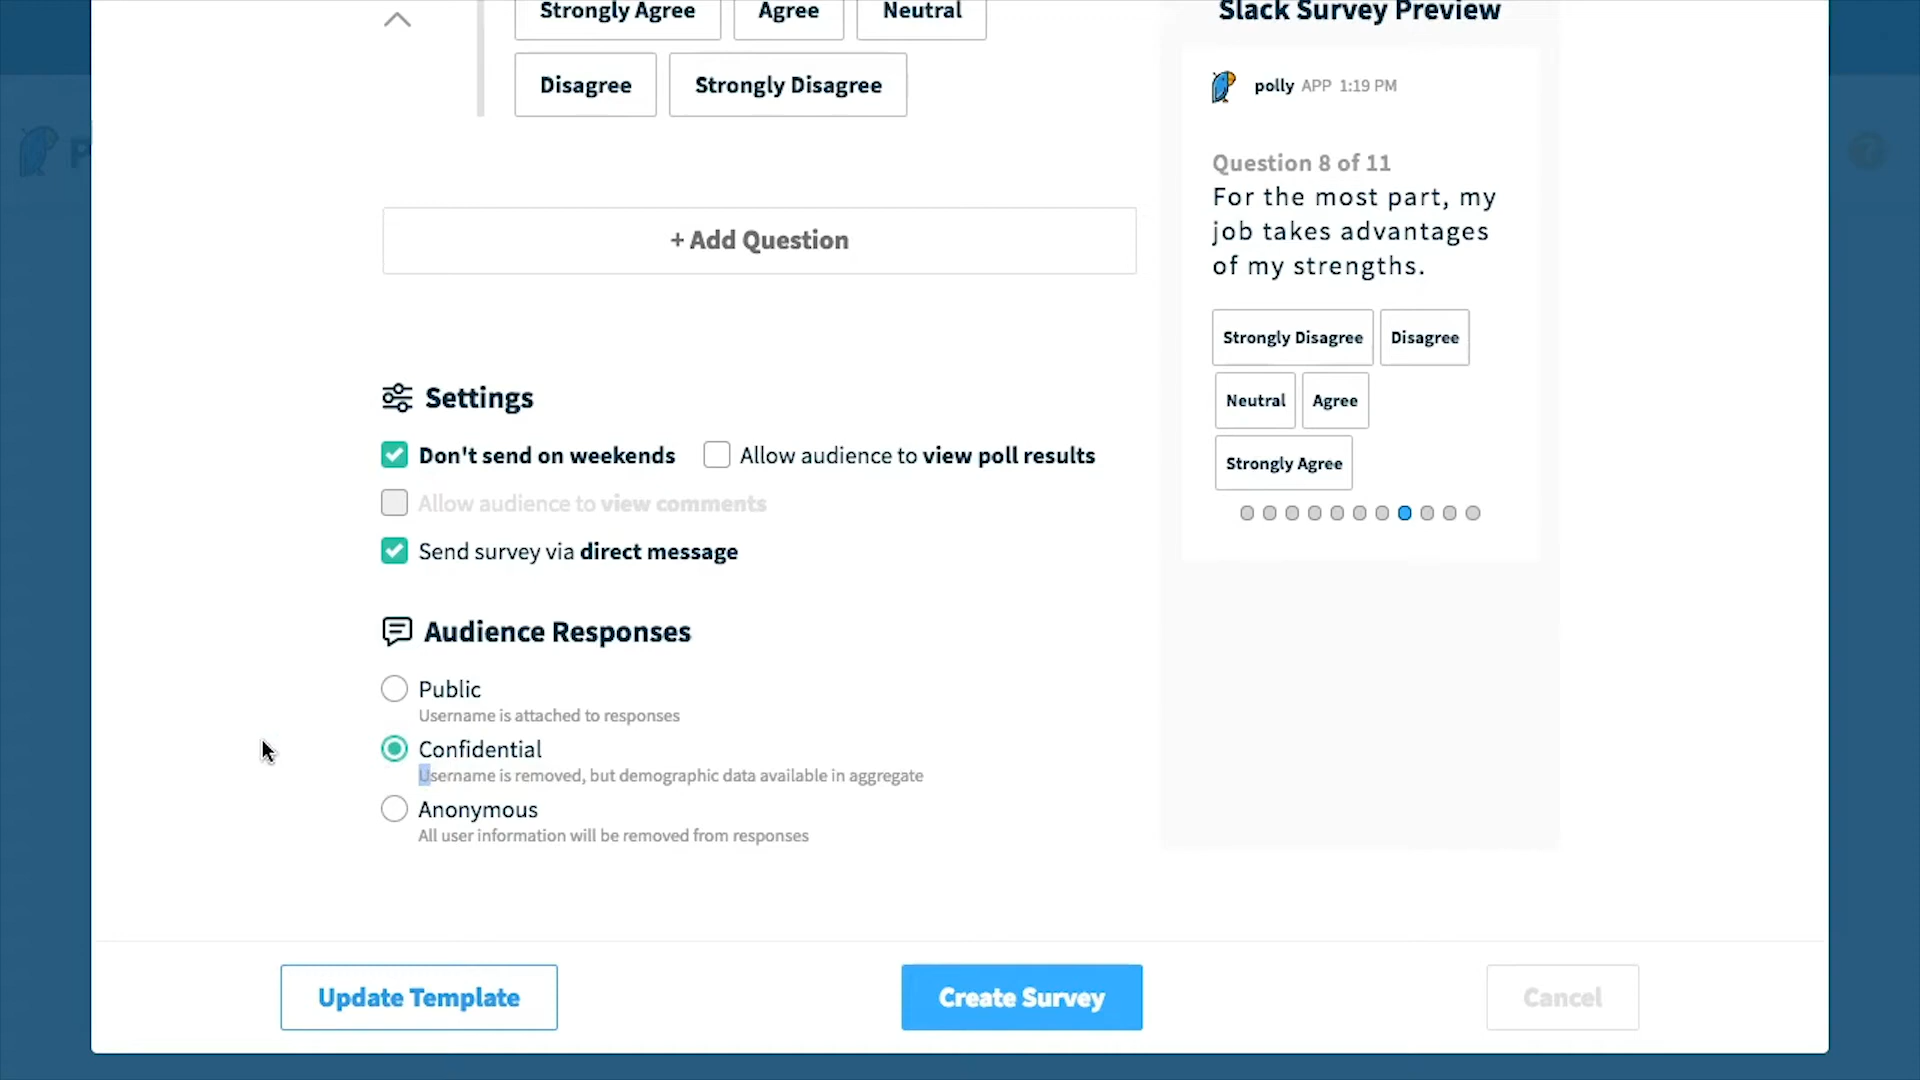 Strongly Agree Agree Neutral
Disagree Strongly Disagree
+ Add Question
Settings
Don't send on weekends Allow audience to view poll results
Allow audience to view comments
Send survey via direct message
Audience Responses
Public
Username is attached to responses
Confidential
Username is removed, but demographic data available in aggregate
Anonymous
All user information will be removed from responses
Slack Survey Preview
polly APP 1:19 PM
Question 8 of 11
For the most part, my
job takes advantages
of my strengths.
Strongly Disagree Disagree
Neutral Agree
Strongly Agree
Update Template Create Survey Cancel
P
?